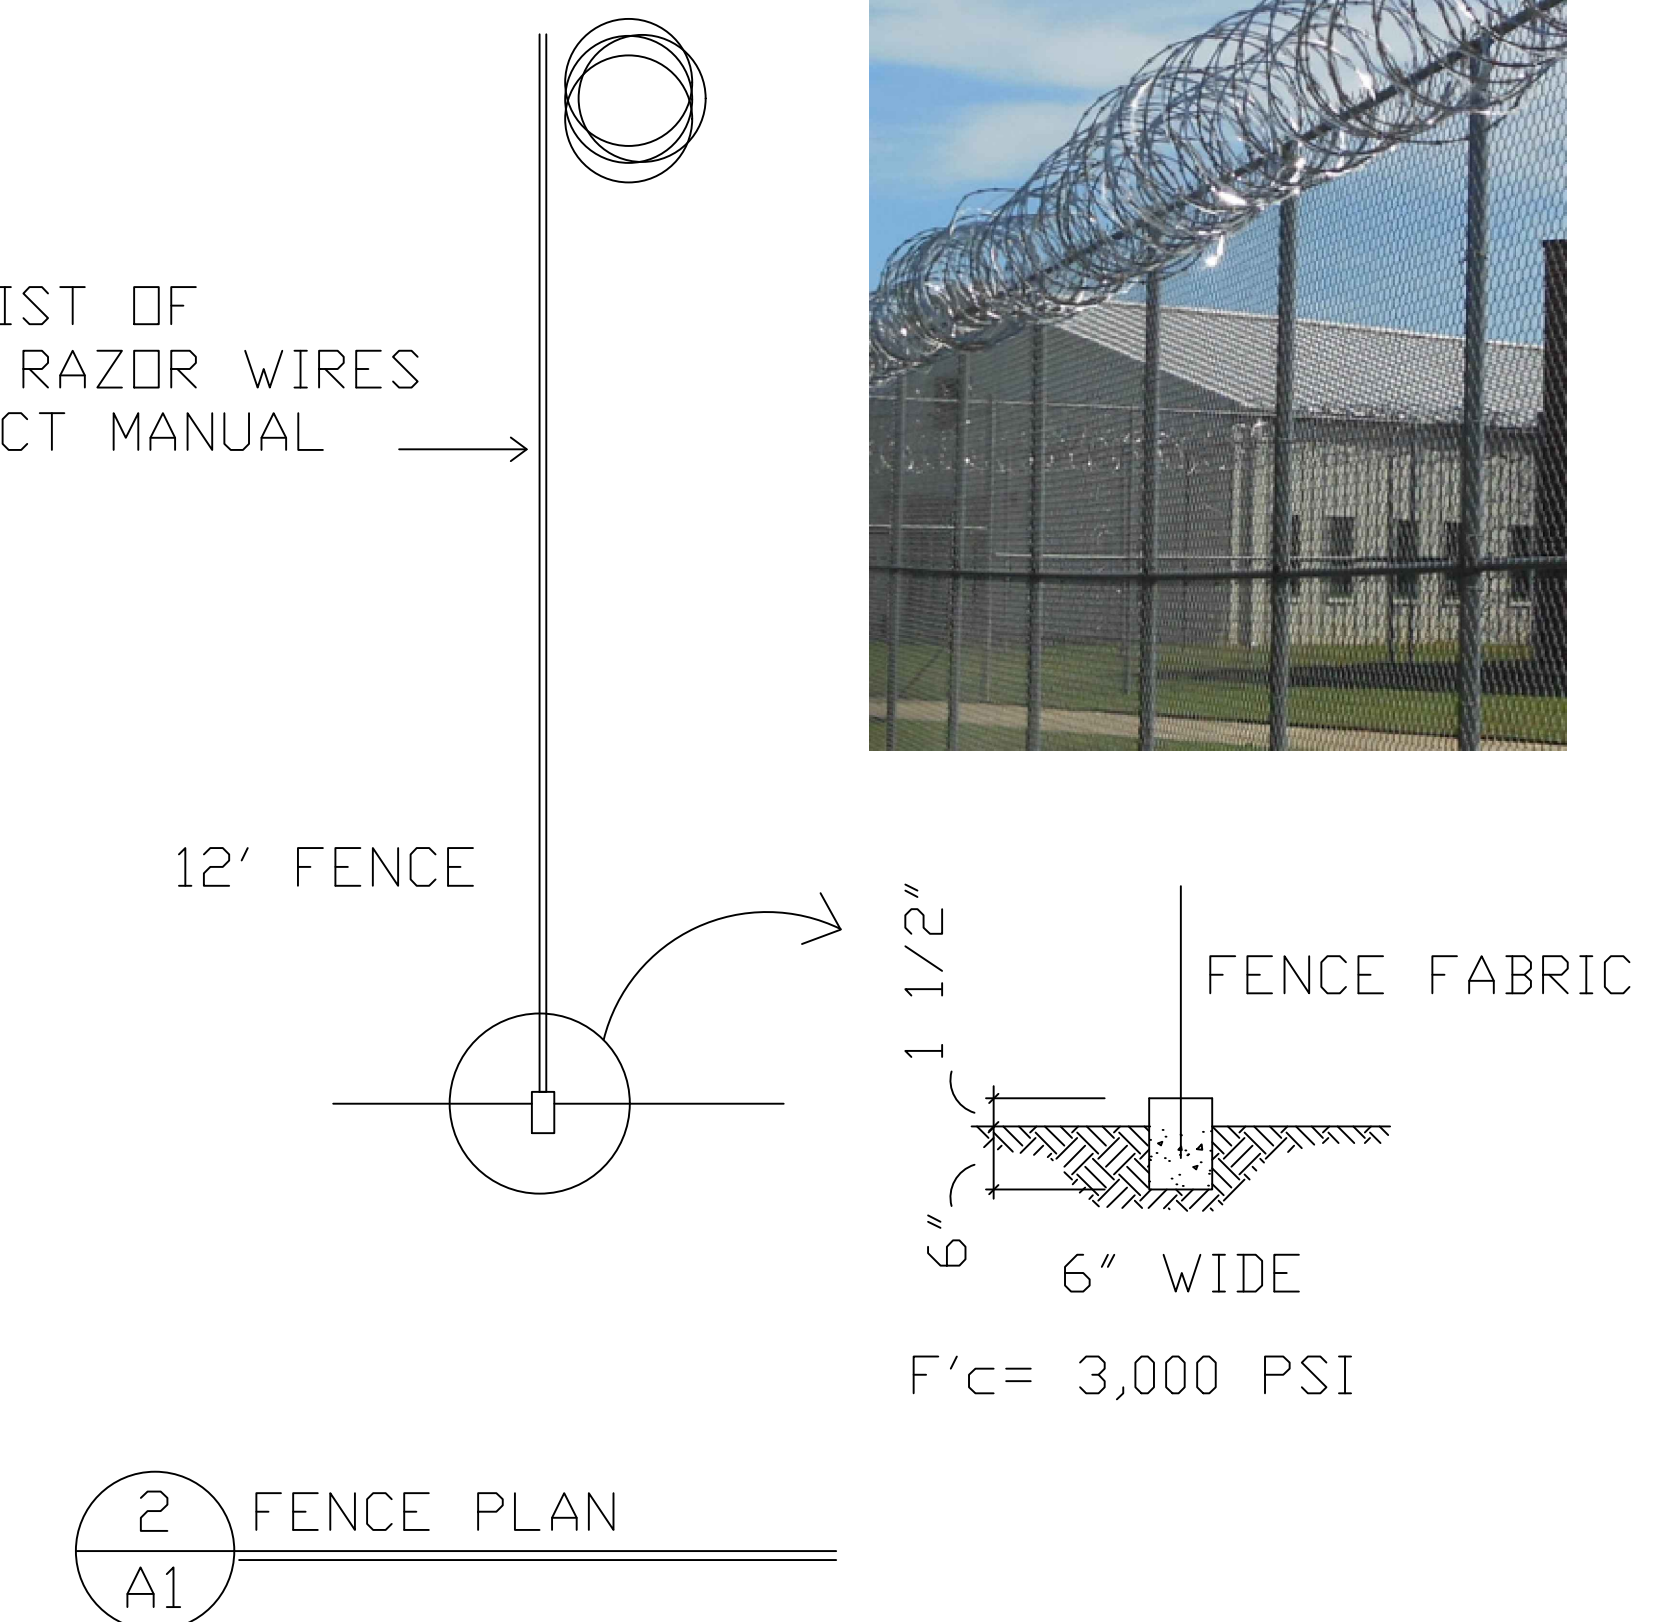 IST OF
RAZOR WIRES
CT MANUAL
12' FENCE
1 1/2"
FENCE FABRIC
6"
6" WIDE
F'c= 3,000 PSI
2
FENCE PLAN
A1